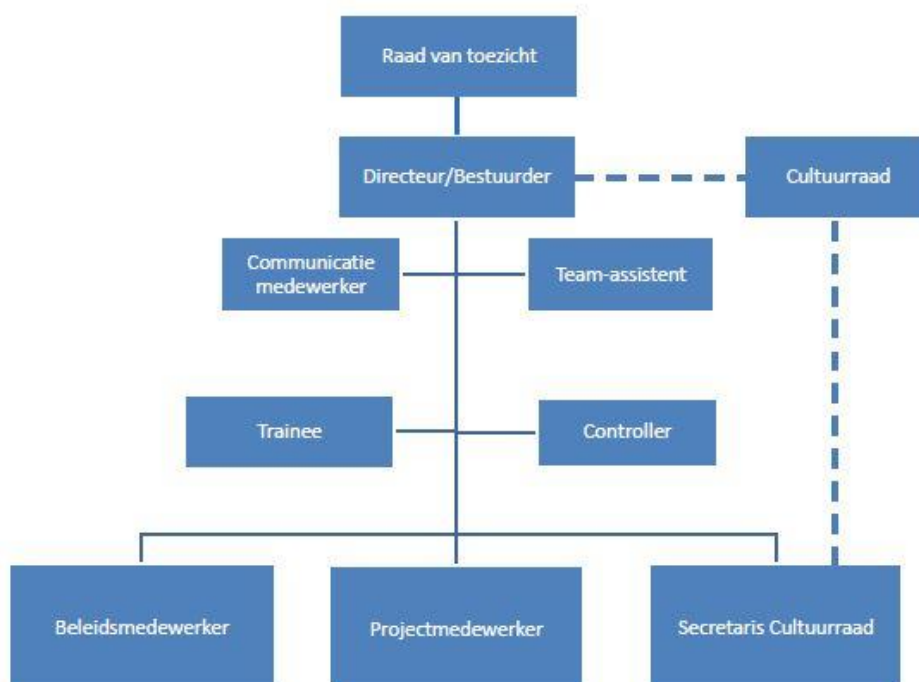 Raad van toezicht
Directeur/Bestuurder
Cultuurraad
Communicatie
medewerker
Team-assistent
Trainee
Controller
Beleidsmedewerker
Projectmedewerker
Secretaris Cultuurraad